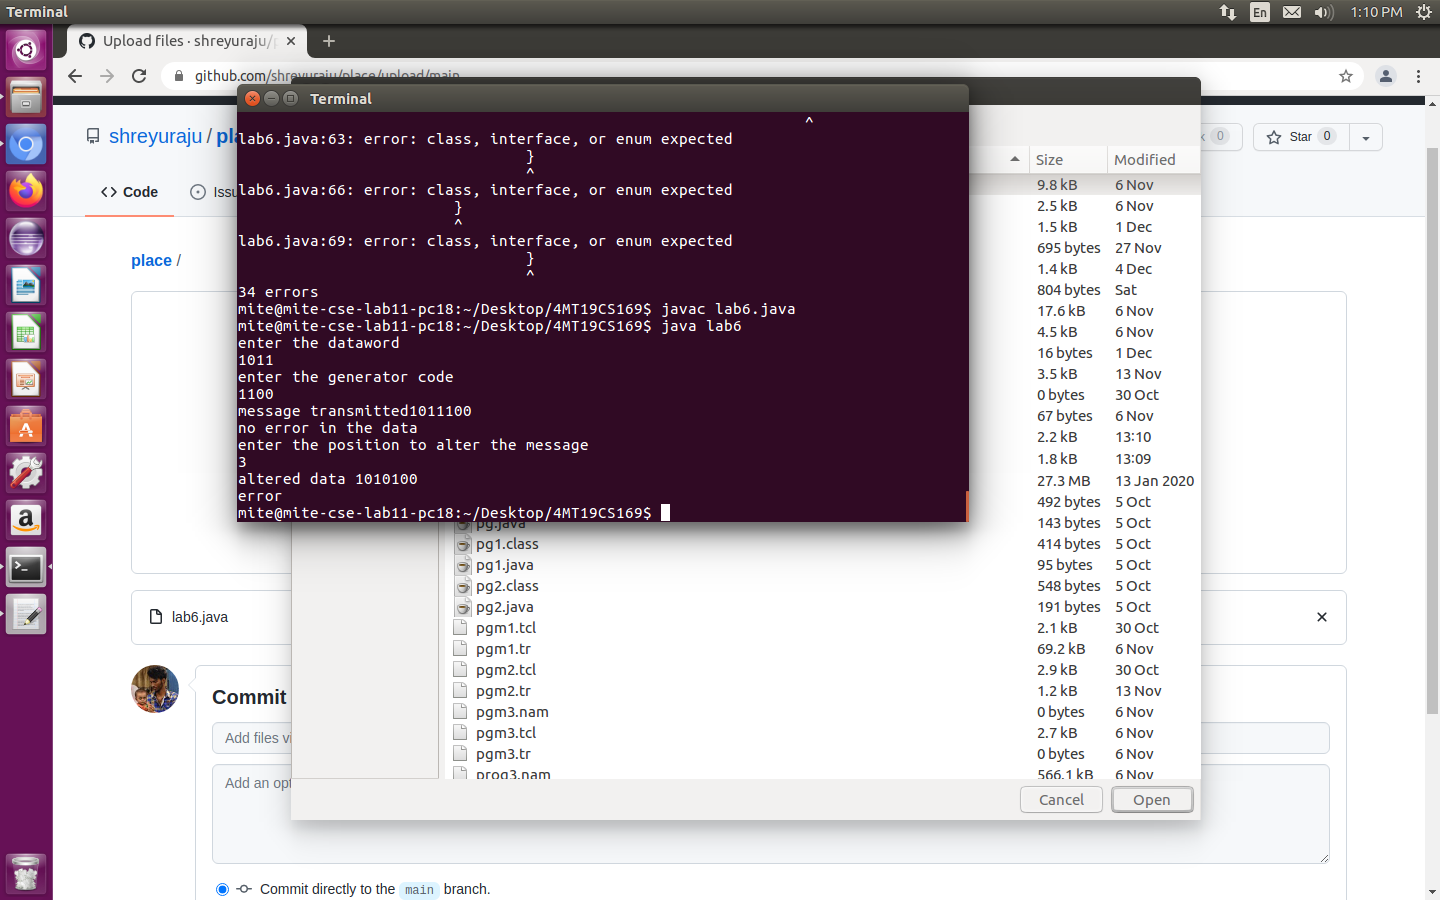 Terminal
En
1:10 PM
Upload files · shreyuraju/p
github.com/shreyuraju/place/upload/main
shreyuraju / pla
0
Star 0
Code
Issu
place /
Terminal
^
lab6.java:63: error: class, interface, or enum expected
}
^
lab6.java:66: error: class, interface, or enum expected
}
^
lab6.java:69: error: class, interface, or enum expected
}
^
34 errors
mite@mite-cse-lab11-pc18:~/Desktop/4MT19CS169$ javac lab6.java
mite@mite-cse-lab11-pc18:~/Desktop/4MT19CS169$ java lab6
enter the dataword
1011
enter the generator code
1100
message transmitted1011100
no error in the data
enter the position to alter the message
3
altered data 1010100
error
mite@mite-cse-lab11-pc18:~/Desktop/4MT19CS169$
Size Modified
9.8 kB 6 Nov
2.5 kB 6 Nov
1.5 kB 1 Dec
695 bytes 27 Nov
1.4 kB 4 Dec
804 bytes Sat
17.6 kB 6 Nov
4.5 kB 6 Nov
16 bytes 1 Dec
3.5 kB 13 Nov
0 bytes 30 Oct
67 bytes 6 Nov
2.2 kB 13:10
1.8 kB 13:09
27.3 MB 13 Jan 2020
492 bytes 5 Oct
pg.java 143 bytes 5 Oct
pg1.class 414 bytes 5 Oct
pg1.java 95 bytes 5 Oct
pg2.class 548 bytes 5 Oct
pg2.java 191 bytes 5 Oct
pgm1.tcl 2.1 kB 30 Oct
pgm1.tr 69.2 kB 6 Nov
pgm2.tcl 2.9 kB 30 Oct
pgm2.tr 1.2 kB 13 Nov
pgm3.nam 0 bytes 6 Nov
pgm3.tcl 2.7 kB 6 Nov
pgm3.tr 0 bytes 6 Nov
prog3.nam 566.1 kB 6 Nov
Cancel Open
lab6.java
Commit
Add files vi
Add an opt
Commit directly to the main branch.